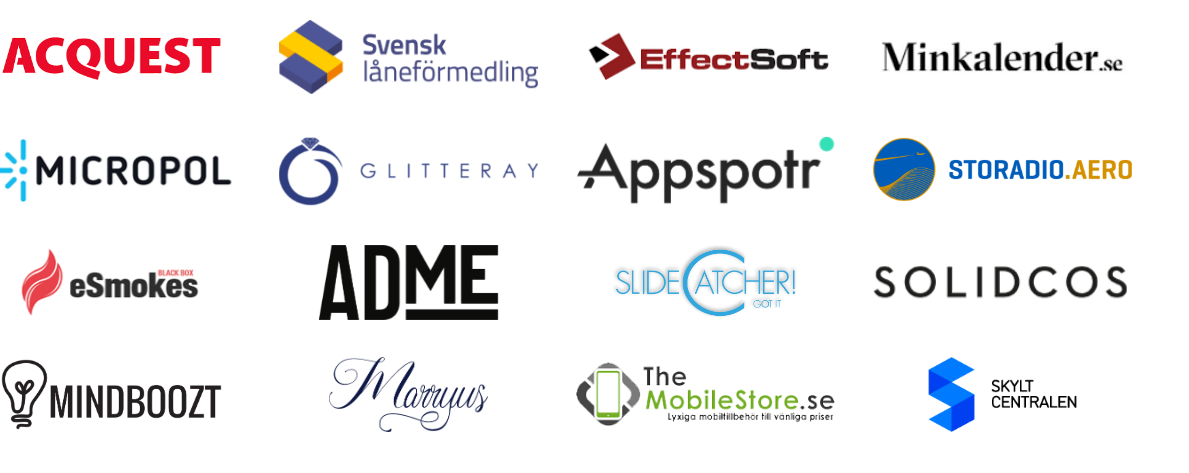 ACQUEST
Svensk
låneförmedling
EffectSoft
Minkalender.se
MICROPOL
GLITTERAY
Appspotr
STORADIO.AERO
BLACK BOX
eSmokes
ADME
SLIDECATCHER!
GOT IT
SOLIDCOS
MINDBOOZT
Marryus
The
MobileStore.se
Lyxiga mobiltillbehör till vänliga priser
SKYLT
CENTRALEN